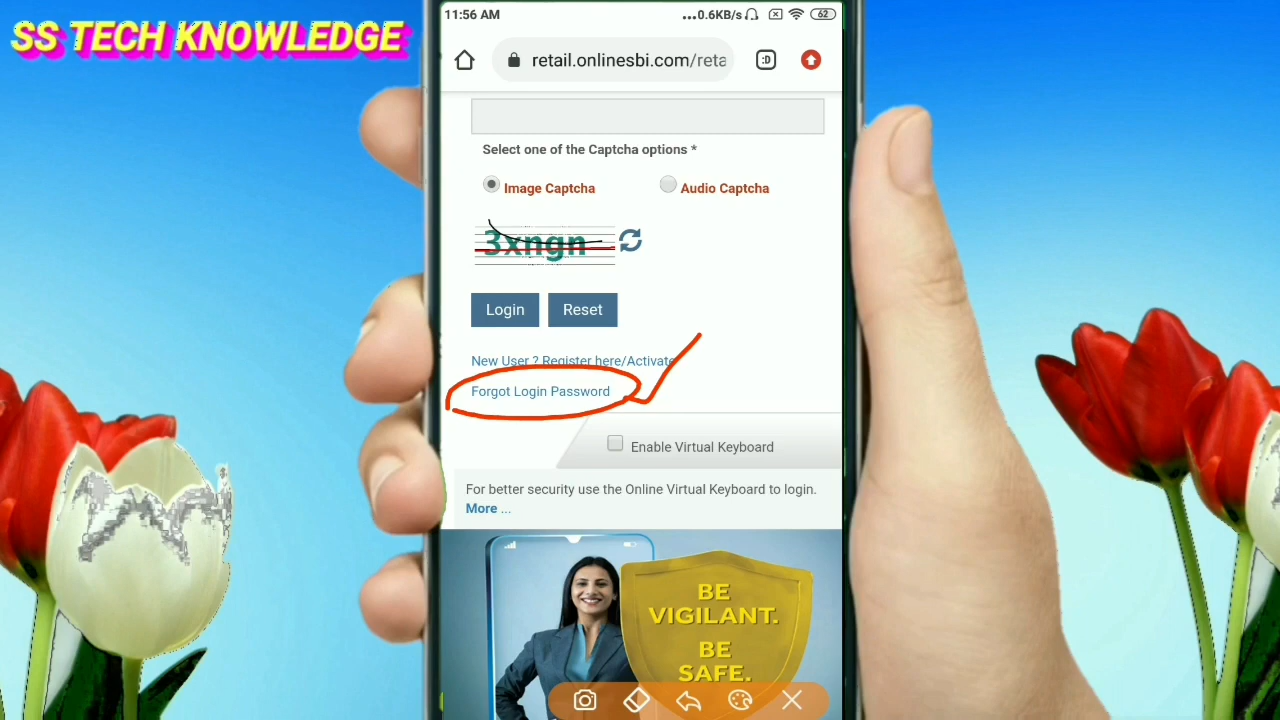 SS TECH KNOWLEDGE
11:56 AM
...0.6KB/s
62
retail.onlinesbi.com/reta
:D
Select one of the Captcha options *
Image Captcha
Audio Captcha
3xngn
Login
Reset
New User ? Register here/Activate
Forgot Login Password
Enable Virtual Keyboard
For better security use the Online Virtual Keyboard to login.
More ...
BE
VIGILANT.
BE
SAFE.